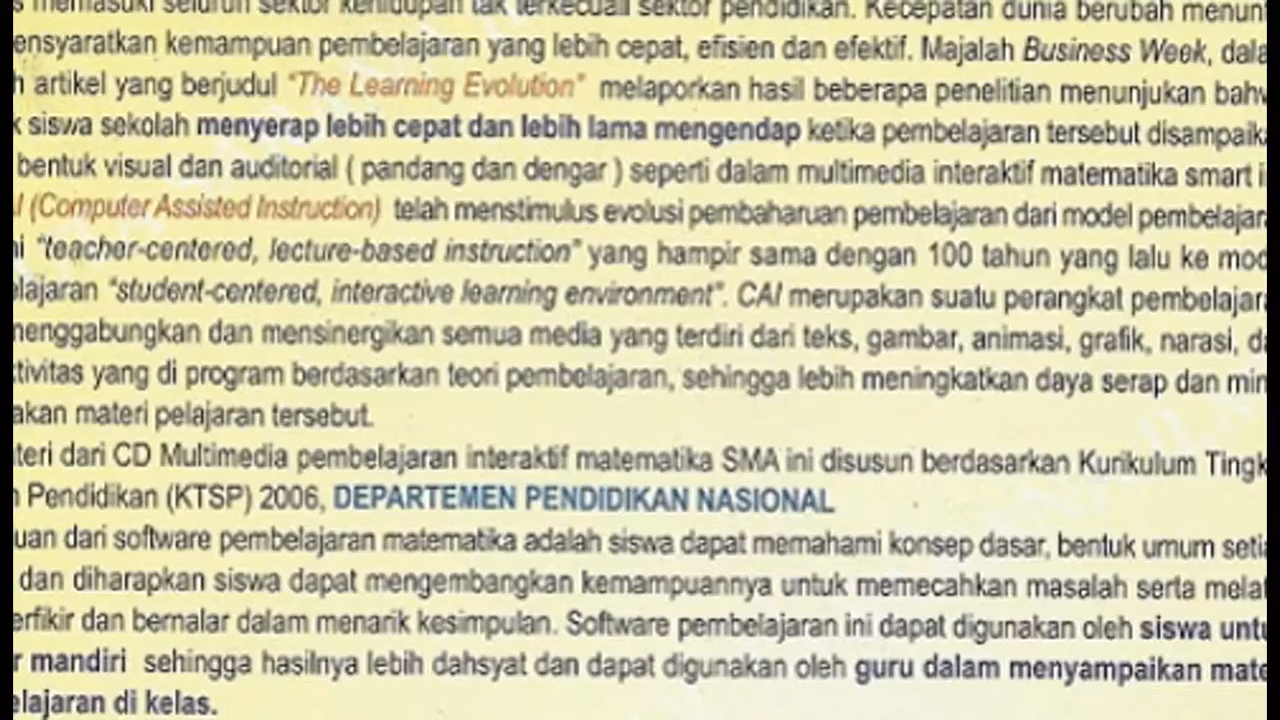 memasuki seluruh sektor kehidupan tak terkecuali sektor pendidikan. Kecepatan dunia berubah menun
ensyaratkan kemampuan pembelajaran yang lebih cepat, efisien dan efektif. Majalah Business Week, dala
h artikel yang berjudul "The Learning Evolution" melaporkan hasil beberapa penelitian menunjukan bahw
k siswa sekolah menyerap lebih cepat dan lebih lama mengendap ketika pembelajaran tersebut disampaik
bentuk visual dan auditorial ( pandang dan dengar ) seperti dalam multimedia interaktif matematika smart i
I (Computer Assisted Instruction) telah menstimulus evolusi pembaharuan pembelajaran dari model pembelajar
ni "teacher-centered, lecture-based instruction" yang hampir sama dengan 100 tahun yang lalu ke mod
elajaran "student-centered, interactive learning environment". CAI merupakan suatu perangkat pembelajar
menggabungkan dan mensinergikan semua media yang terdiri dari teks, gambar, animasi, grafik, narasi, da
ktivitas yang di program berdasarkan teori pembelajaran, sehingga lebih meningkatkan daya serap dan min
akan materi pelajaran tersebut.
teri dari CD Multimedia pembelajaran interaktif matematika SMA ini disusun berdasarkan Kurikulum Tingk
n Pendidikan (KTSP) 2006, DEPARTEMEN PENDIDIKAN NASIONAL
uan dari software pembelajaran matematika adalah siswa dapat memahami konsep dasar, bentuk umum seti
dan diharapkan siswa dapat mengembangkan kemampuannya untuk memecahkan masalah serta melat
erfikir dan bernalar dalam menarik kesimpulan. Software pembelajaran ini dapat digunakan oleh siswa untu
r mandiri sehingga hasilnya lebih dahsyat dan dapat digunakan oleh guru dalam menyampaikan mate
elajaran di kelas.